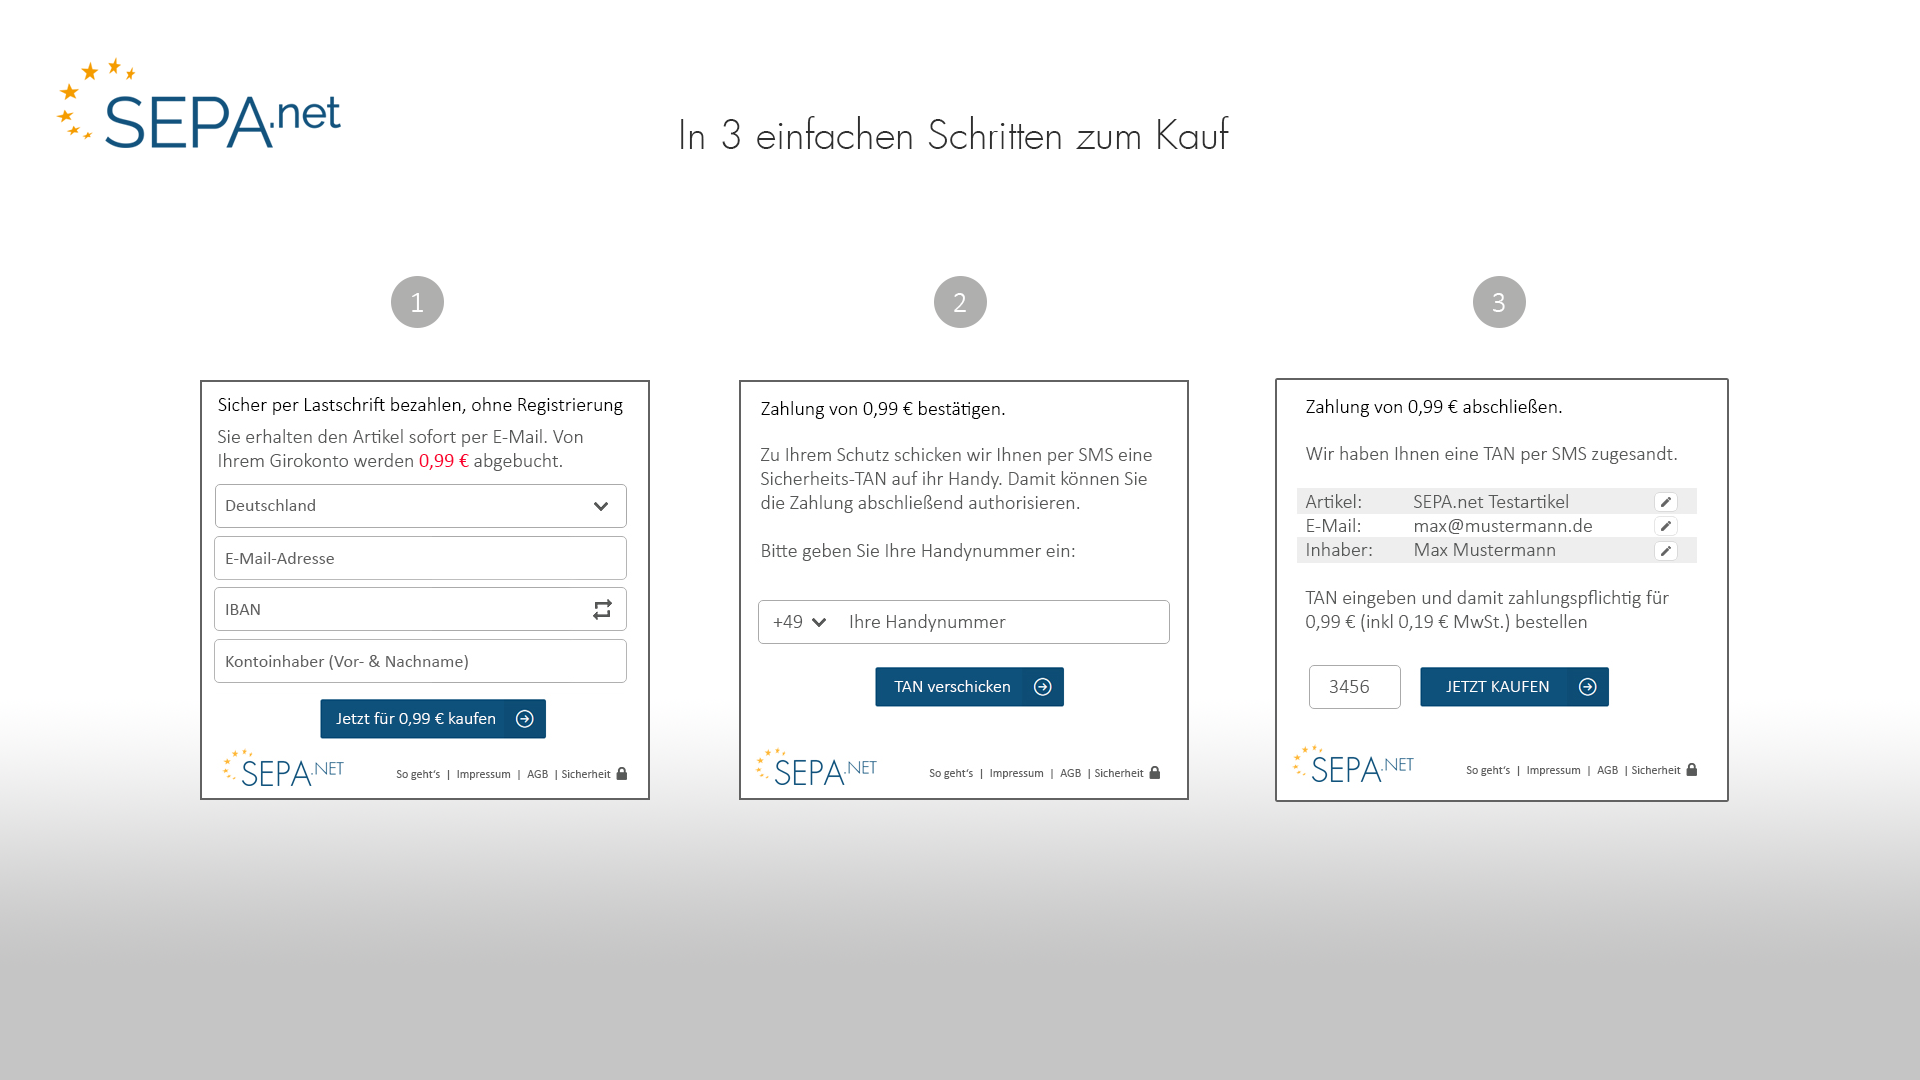 SEPA.net
In 3 einfachen Schritten zum Kauf
1
Sicher per Lastschrift bezahlen, ohne Registrierung
Sie erhalten den Artikel sofort per E-Mail. Von
Ihrem Girokonto werden 0,99 € abgebucht.
Deutschland
E-Mail-Adresse
IBAN
Kontoinhaber (Vor- & Nachname)
Jetzt für 0,99 € kaufen
SEPA.NET
So geht's | Impressum | AGB | Sicherheit
2
Zahlung von 0,99 € bestätigen.
Zu Ihrem Schutz schicken wir Ihnen per SMS eine
Sicherheits-TAN auf ihr Handy. Damit können Sie
die Zahlung abschließend authorisieren.
Bitte geben Sie Ihre Handynummer ein:
+49 Ihre Handynummer
TAN verschicken
SEPA.NET
So geht's | Impressum | AGB | Sicherheit
3
Zahlung von 0,99 € abschließen.
Wir haben Ihnen eine TAN per SMS zugesandt.
Artikel: SEPA.net Testartikel
E-Mail: max@mustermann.de
Inhaber: Max Mustermann
TAN eingeben und damit zahlungspflichtig für
0,99 € (inkl 0,19 € MwSt.) bestellen
3456 JETZT KAUFEN
SEPA.NET
So geht's | Impressum | AGB | Sicherheit